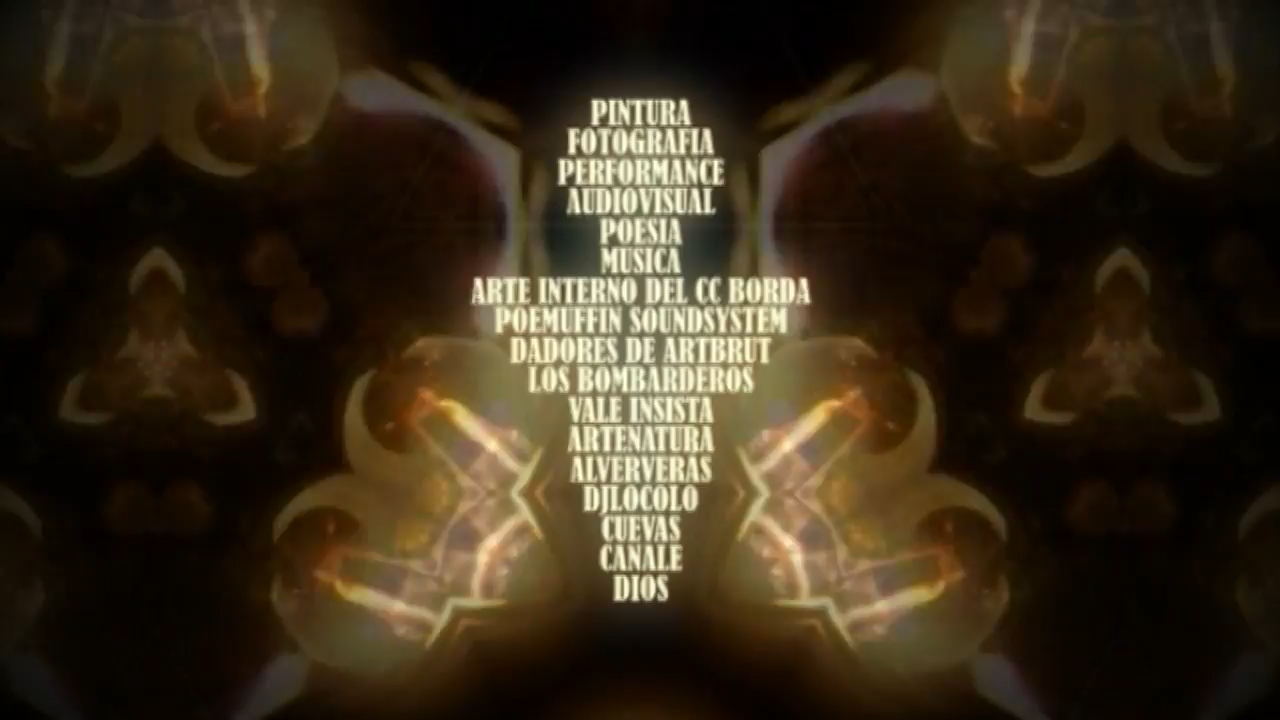 PINTURA
FOTOGRAFIA
PERFORMANCE
AUDIOVISUAL
POESIA
MUSICA
ARTE INTERNO DEL CC BORDA
POEMUFFIN SOUNDSYSTEM
DADORES DE ARTBRUT
LOS BOMBARDEROS
VALE INSISTA
ARTENATURA
ALVERVERAS
DJLOCOLO
CUEVAS
CANALE
DIOS